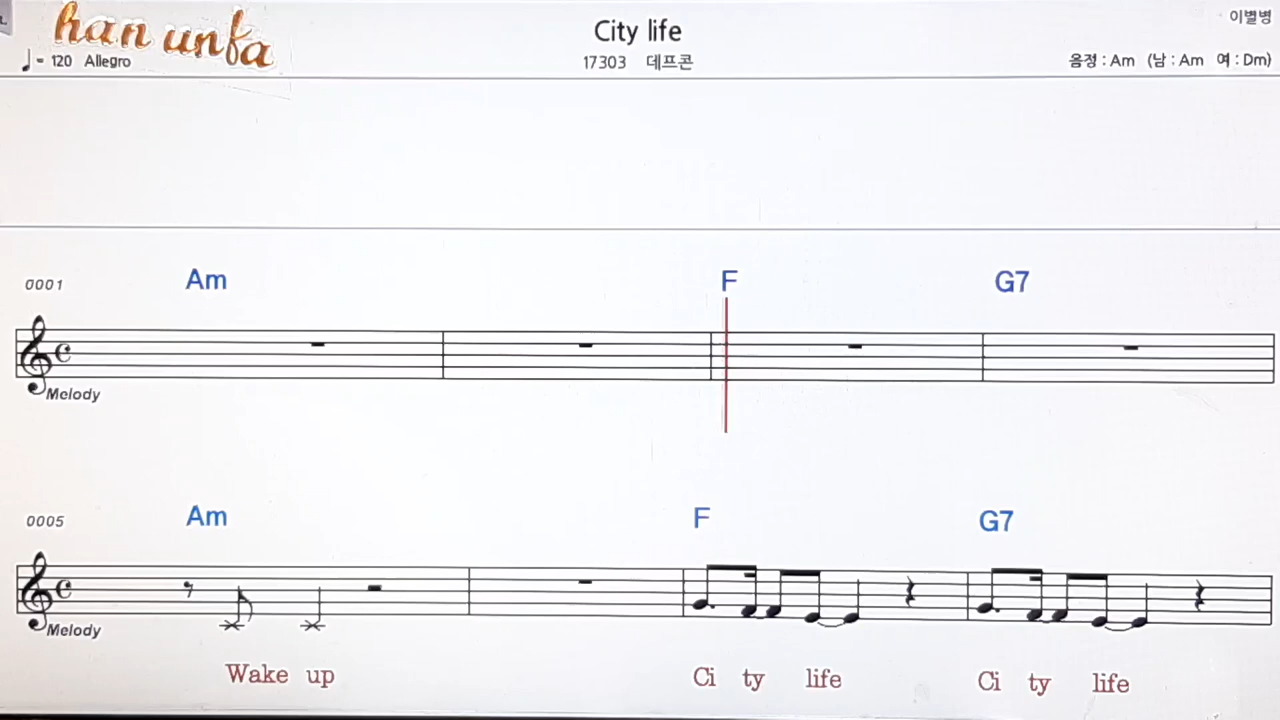 han unfa
City life
이별병
♩ = 120 Allegro
17303 데프콘
음정 : Am (남 : Am 여 : Dm)
0001 Am F G7
Melody
0005 Am F G7
Melody
Wake up Ci ty life Ci ty life